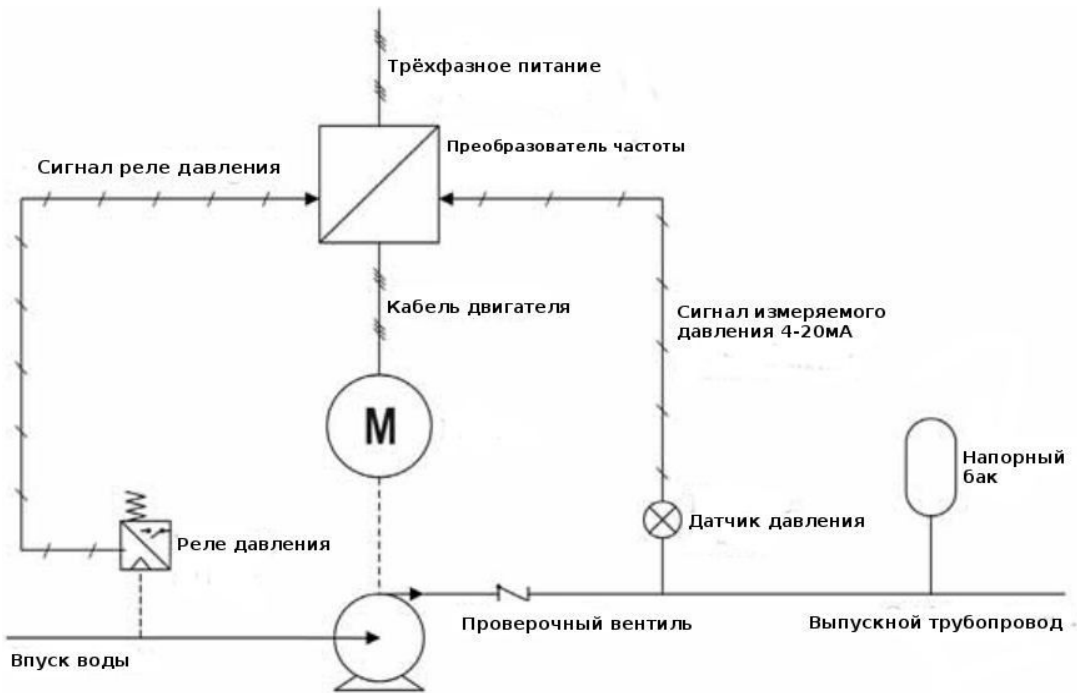 Трёхфазное питание
Преобразователь частоты
Сигнал реле давления
Кабель двигателя
Сигнал измеряемого
давления 4-20мА
М
Напорный
бак
Датчик давления
Реле давления
Проверочный вентиль
Выпускной трубопровод
Впуск воды